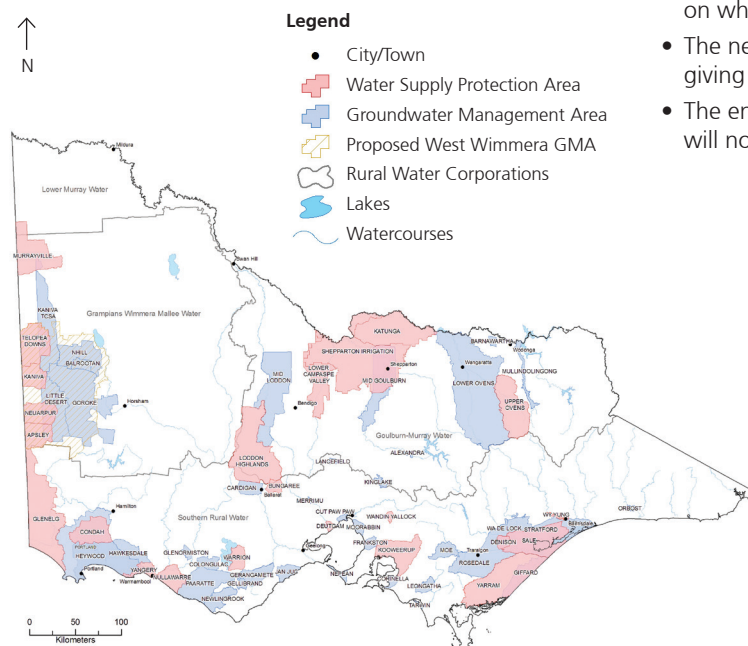 Legend
N
City/Town
Water Supply Protection Area
Groundwater Management Area
Proposed West Wimmera GMA
Rural Water Corporations
Lakes
Watercourses
on wh
• The ne
giving
• The en
will no
Mildura
Lower Murray Water
MURRAYVILLE
Swan Hill
Grampians Wimmera Mallee Water
KANIVA
TCSA
TELOPEA
DOWNS
NHILL
BALROOTAN
KANIVA
LITTLE
DESERT
GOROKE
NEUARPUR
APSLEY
Horsham
KATUNGA
SHEPPARTON IRRIGATION
Shepparton
MID GOULBURN
LOWER
CAMPASPE
VALLEY
MID
LODDON
Bendigo
BARNAWARTHA
Wodonga
Wangaratta
MULLINDOLINGONG
LOWER OVENS
UPPER
OVENS
Goulburn-Murray Water
ALEXANDRA
LODDON
HIGHLANDS
LANCEFIELD
KINGLAKE
CARDIGAN
BUNGAREE
Ballarat
MERRIMU
GLENELG
Hamilton
CONDAH
Southern Rural Water
PORTLAND
HEYWOOD
HAWKESDALE
Portland
YANGERY
Warrnambool
NULLAWARRE
GLENORMISTON
COLONGULAC
WARRION
PAARATTE
GERANGAMETE
GELLIBRAND
NEWLINGROOK
JAN JUC
Geelong
CUT PAW PAW
DEUTGAM
MOORABBIN
WANDIN YALLOCK
FRANKSTON
NEPEAN
KOOWEERUP
CORINELLA
LEONGATHA
TARWIN
MOE
Traralgon
ROSEDALE
YARRAM
GIFFARD
DENISON
WA DE LOCK
STRATFORD
SALE
WY YUNG
Bairnsdale
ORBOST
0 50 100
Kilometers